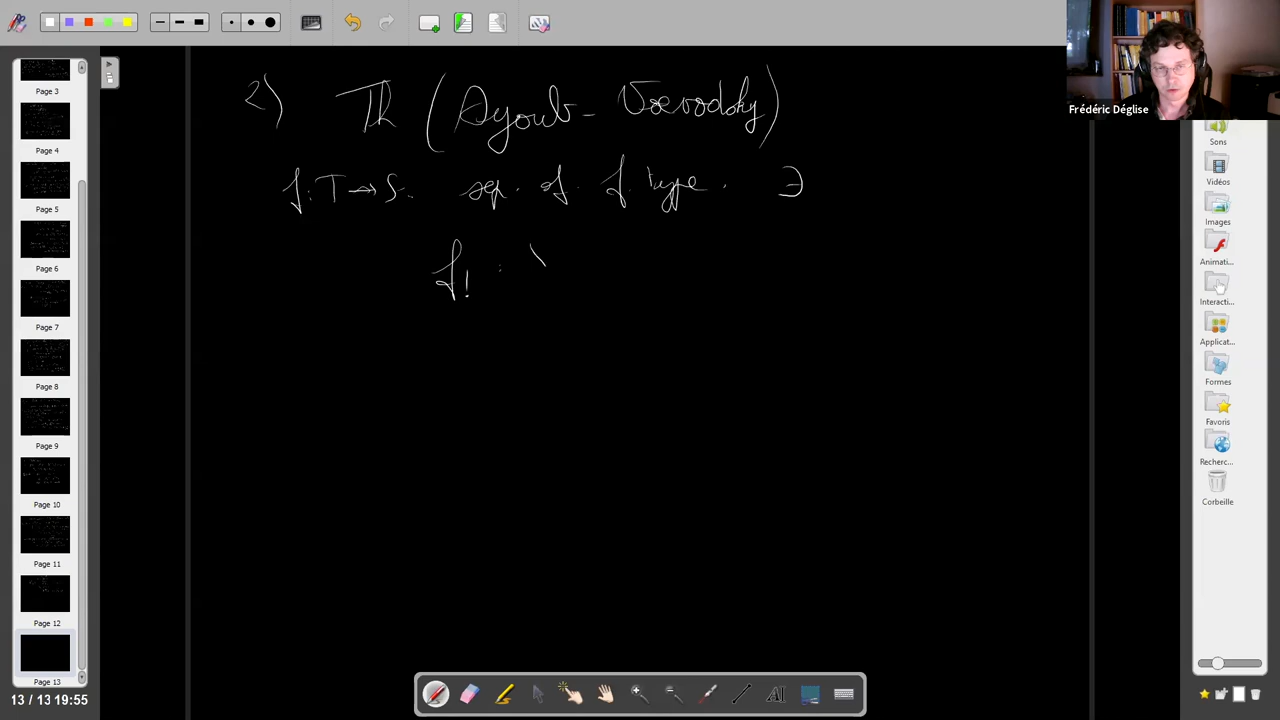 2) Th (Ayoub - Voevodsky)
f: T → S. sep of f. type. ∃
f! : \
Frédéric Déglise
Page 3
Page 4
Page 5
Page 6
Page 7
Page 8
Page 9
Page 10
Page 11
Page 12
Page 13
13 / 13 19:55
Sons
Vidéos
Images
Animati...
Interacti...
Applicat...
Formes
Favoris
Recherc...
Corbeille
AI